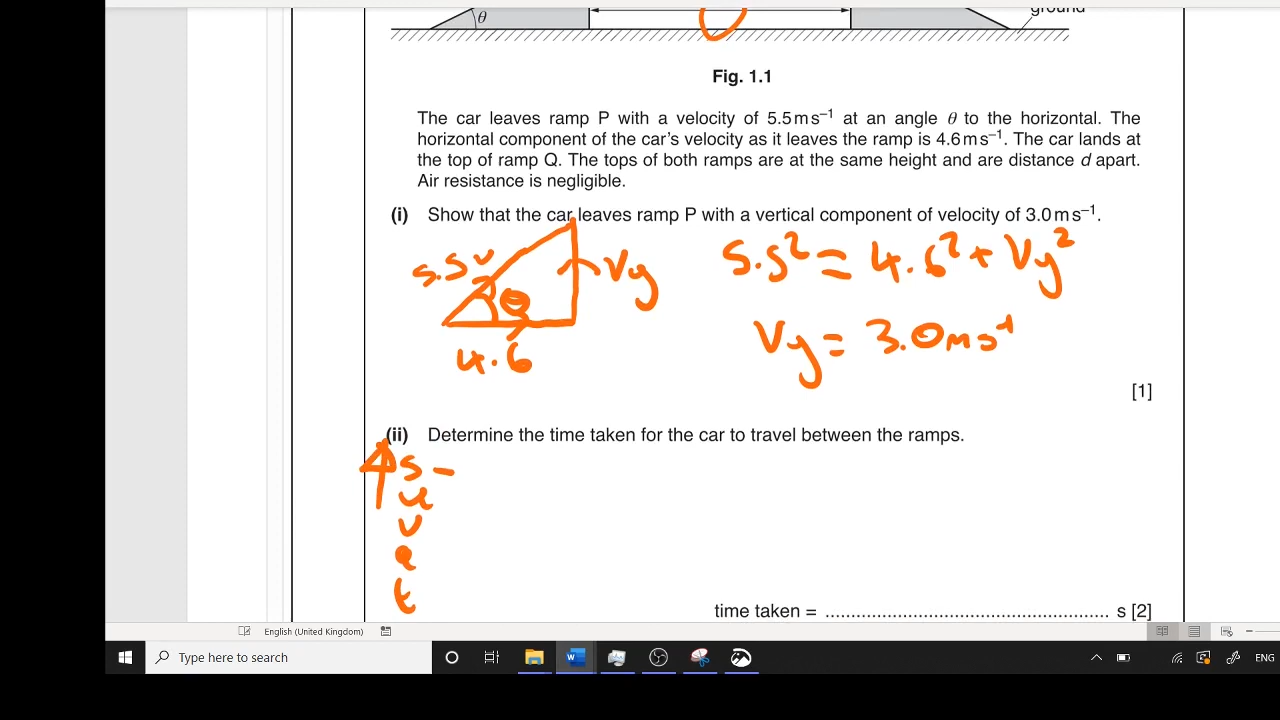 θ
ground
Fig. 1.1
The car leaves ramp P with a velocity of 5.5 m s⁻¹ at an angle θ to the horizontal. The
horizontal component of the car's velocity as it leaves the ramp is 4.6 m s⁻¹. The car lands at
the top of ramp Q. The tops of both ramps are at the same height and are distance d apart.
Air resistance is negligible.
(i) Show that the car leaves ramp P with a vertical component of velocity of 3.0 m s⁻¹.
5.5² = 4.6² + Vy²
5.5
Vy
θ
Vy = 3.0 m s⁻¹
4.6
[1]
(ii) Determine the time taken for the car to travel between the ramps.
s -
u
v
a
t
time taken = ................................................... s [2]
English (United Kingdom)
Type here to search
ENG